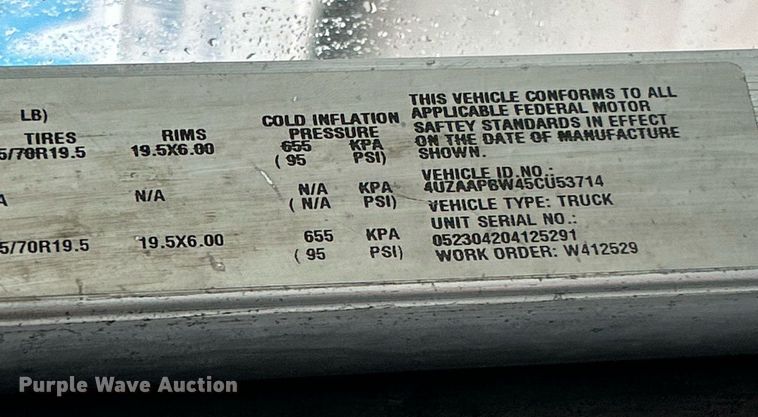 LB)
TIRES RIMS COLD INFLATION PRESSURE
5/70R19.5 19.5X6.00 655 KPA
( 95 PSI)
A N/A N/A KPA
( N/A PSI)
5/70R19.5 19.5X6.00 655 KPA
( 95 PSI)
THIS VEHICLE CONFORMS TO ALL
APPLICABLE FEDERAL MOTOR
SAFTEY STANDARDS IN EFFECT
ON THE DATE OF MANUFACTURE
SHOWN.
VEHICLE ID.NO.:
4UZAAPBW45CU53714
VEHICLE TYPE: TRUCK
UNIT SERIAL NO.:
052304204125291
WORK ORDER: W412529
Purple Wave Auction